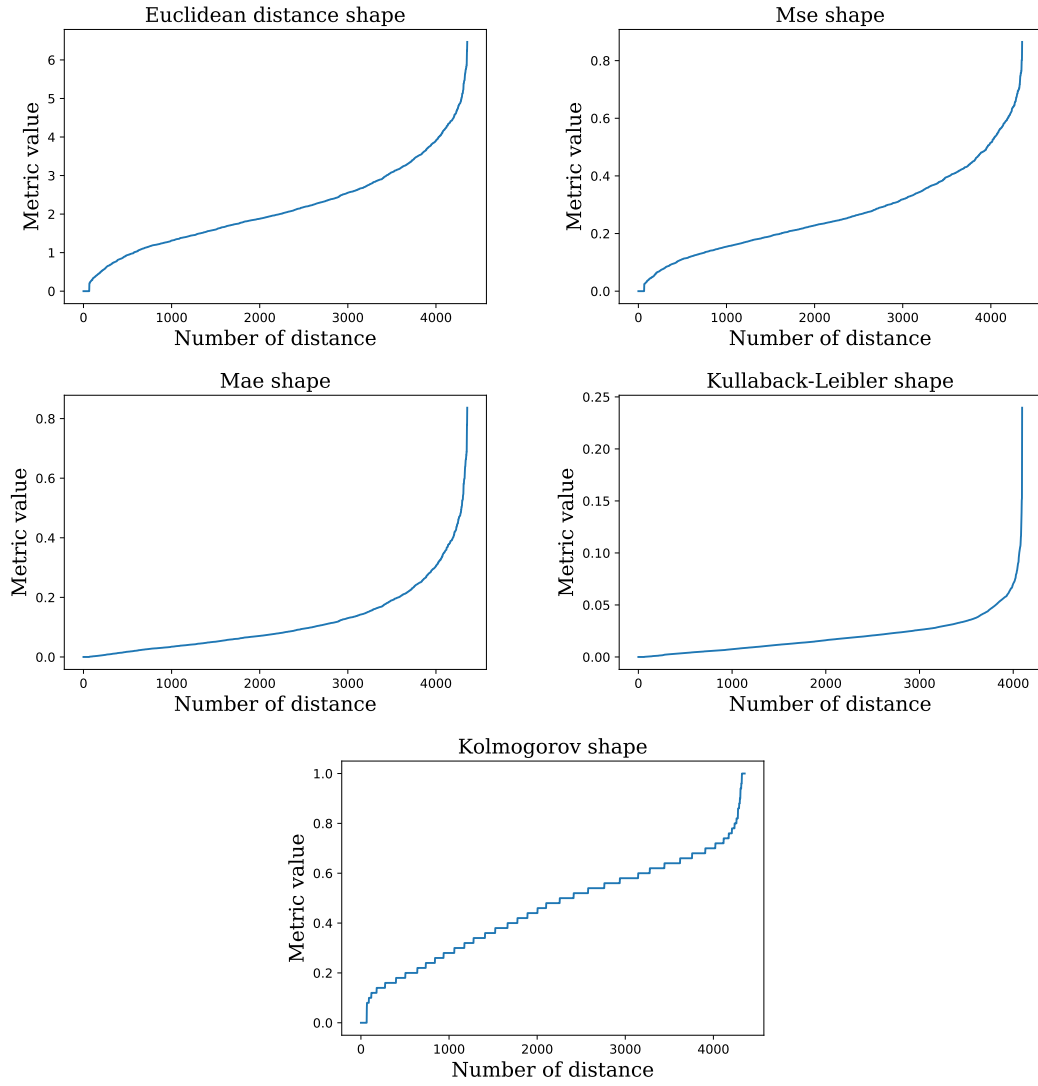 Euclidean distance shape
Metric value
6
5
4
3
2
1
0
0 1000 2000 3000 4000
Number of distance
Mse shape
Metric value
0.8
0.6
0.4
0.2
0.0
0 1000 2000 3000 4000
Number of distance
Mae shape
Metric value
0.8
0.6
0.4
0.2
0.0
0 1000 2000 3000 4000
Number of distance
Kullaback-Leibler shape
Metric value
0.25
0.20
0.15
0.10
0.05
0.00
0 1000 2000 3000 4000
Number of distance
Kolmogorov shape
Metric value
1.0
0.8
0.6
0.4
0.2
0.0
0 1000 2000 3000 4000
Number of distance